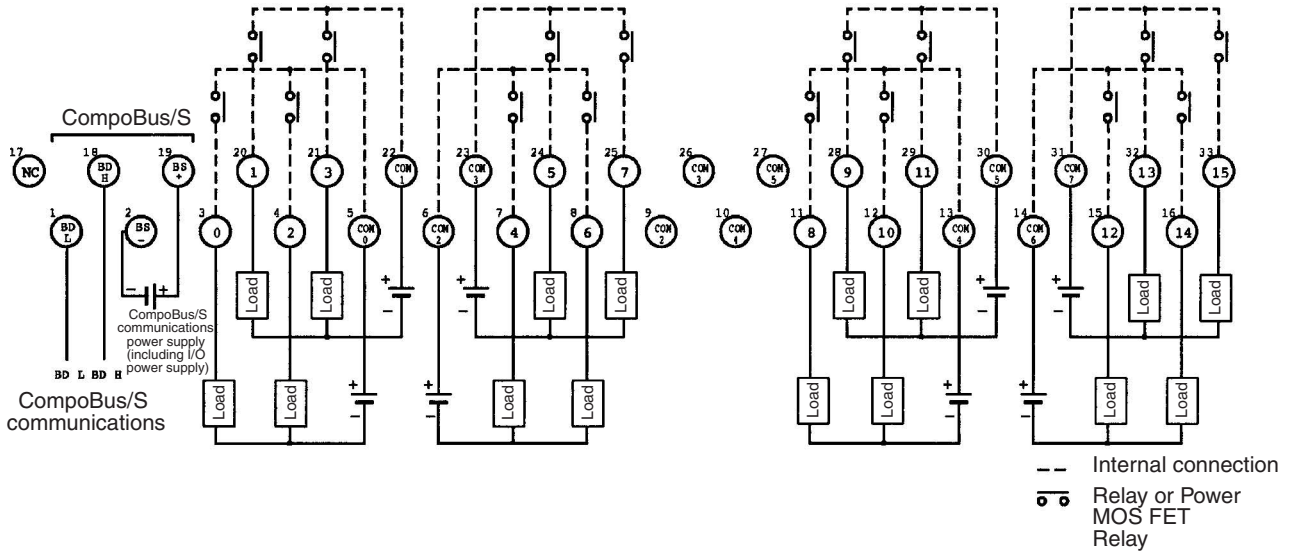 CompoBus/S
17 NC
18 BD H
19 BS +
20 1
21 3
22 COM 1
23 COM 3
24 5
25 7
26 COM 3
27 COM 5
28 9
29 11
30 COM 5
31 COM 7
32 13
33 15
1 BD L
2 BS −
3 0
4 2
5 COM 0
6 COM 2
7 4
8 6
9 COM 2
10 COM 4
11 8
12 10
13 COM 4
14 COM 6
15 12
16 14
− +
Load Load + −
+ − Load Load
Load Load + −
+ − Load Load
CompoBus/S
communications
power supply
(including I/O
power supply)
BD L BD H
CompoBus/S
communications
Load Load + −
+ − Load Load
Load Load + −
+ − Load Load
Internal connection
Relay or Power
MOS FET
Relay